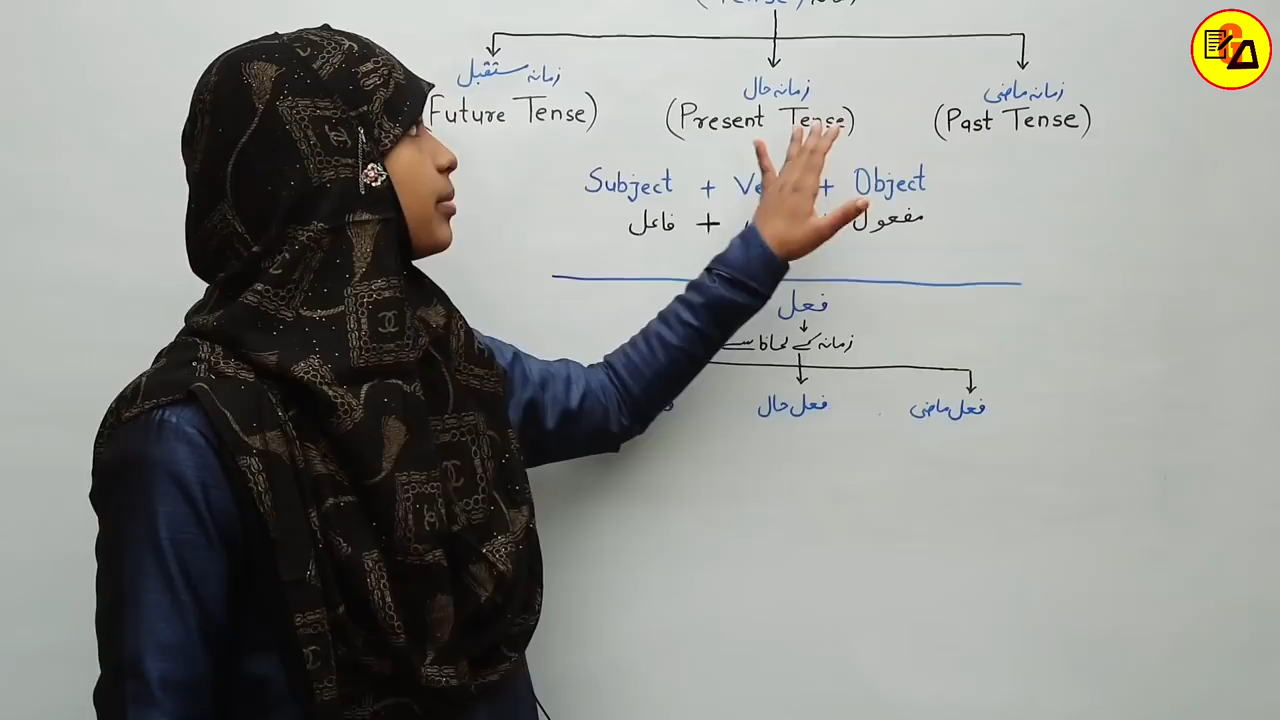 (Tense)
زمانہ مستقبل زمانہ حال زمانہ ماضی
Future Tense) (Present Tense) (Past Tense)
Subject + + Object
فاعل + مفعول
فعل
زمانہ کے لحاظ سے
فعل حال فعل ماضی